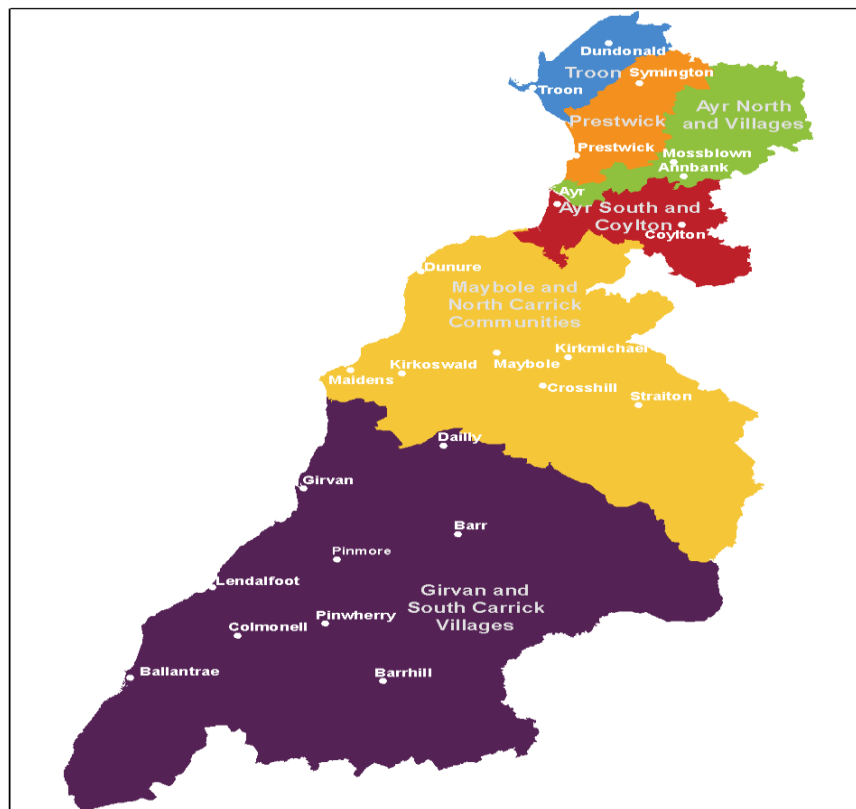 Dundonald
Troon
Symington
Troon
Ayr North
and Villages
Prestwick
Prestwick
Mossblown
Annbank
Ayr
Ayr South and
Coylton
Coylton
Dunure
Maybole and
North Carrick
Communities
Kirkmichael
Kirkoswald
Maybole
Maidens
Crosshill
Straiton
Dailly
Girvan
Barr
Pinmore
Lendalfoot
Girvan and
South Carrick
Villages
Pinwherry
Colmonell
Ballantrae
Barrhill